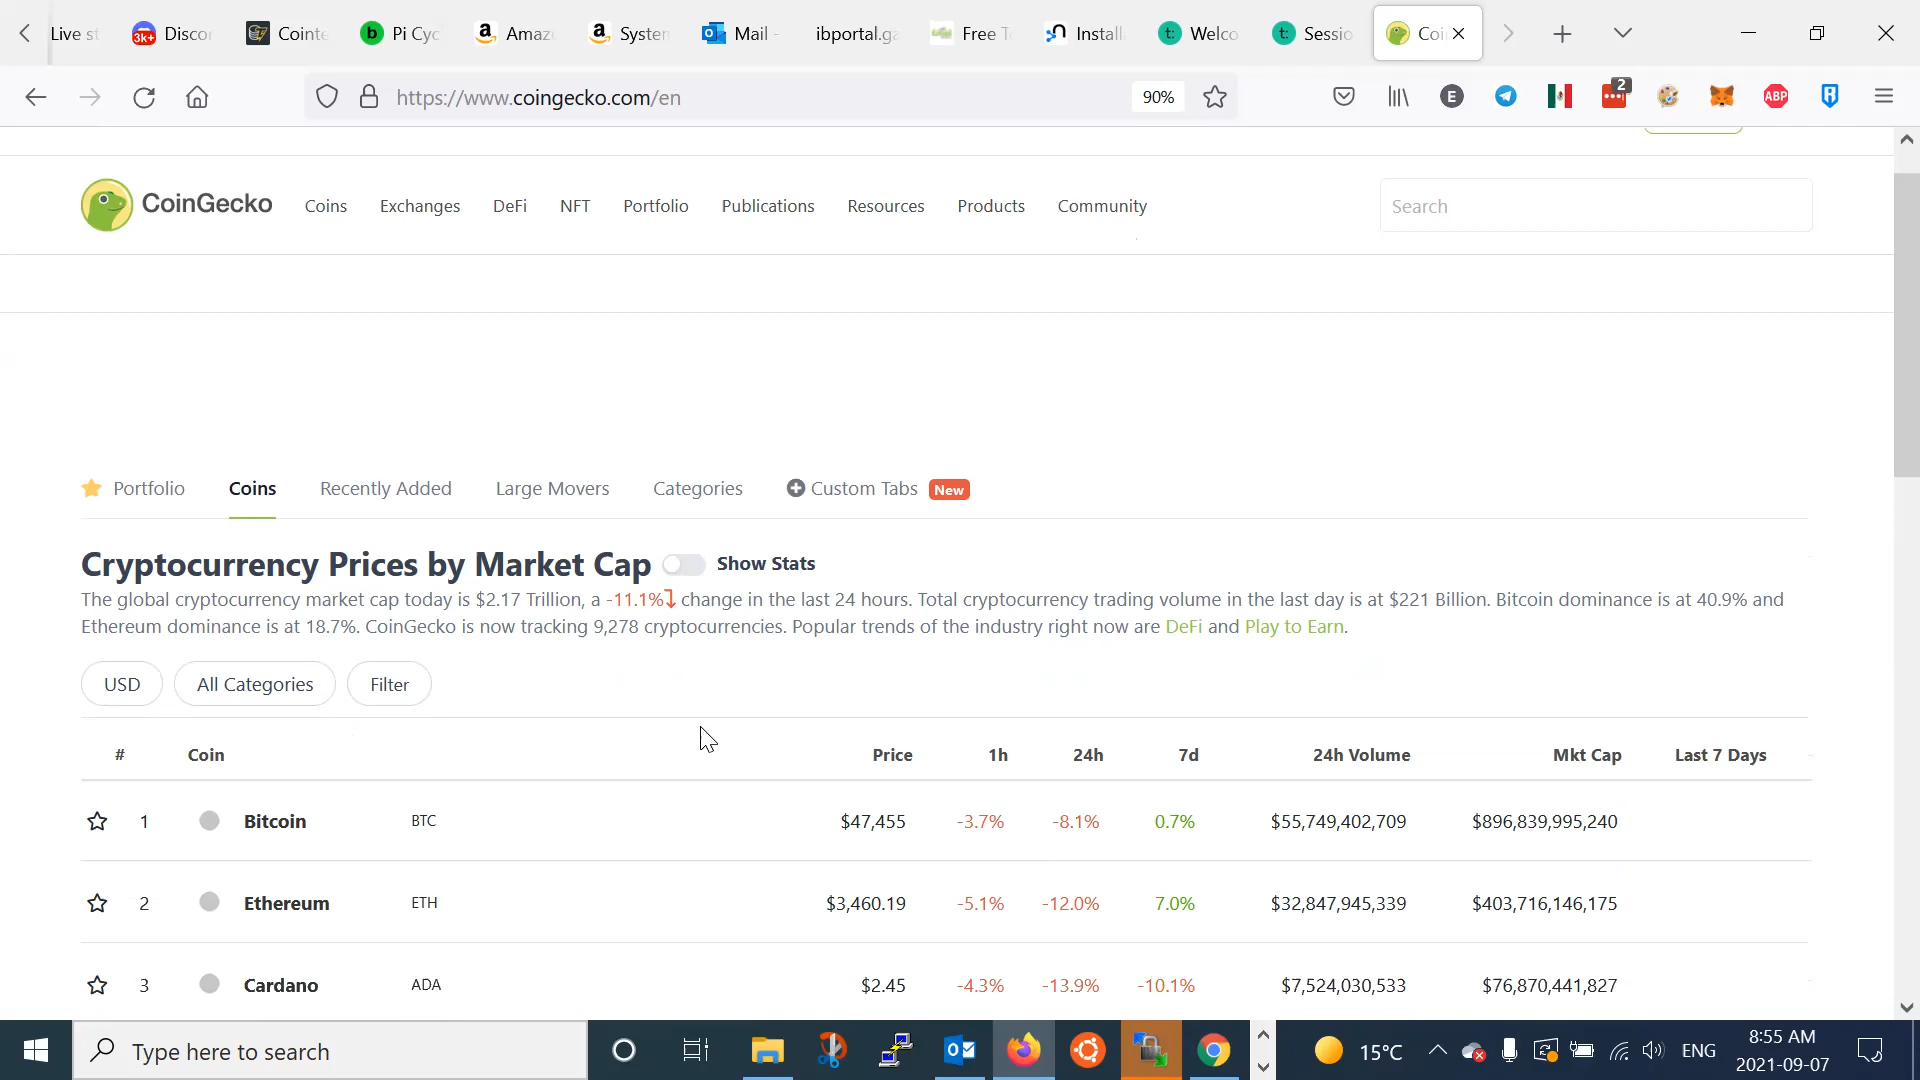 Live st
Disco
Cointe
Pi Cyc
Amaz
System
Mail -
ibportal.ga
Free T
Install
Welco
Sessio
Coi
https://www.coingecko.com/en
90%
E
2
ABP
CoinGecko
Coins Exchanges DeFi NFT Portfolio Publications Resources Products Community
Search
Portfolio Coins Recently Added Large Movers Categories Custom Tabs New
Cryptocurrency Prices by Market Cap Show Stats
The global cryptocurrency market cap today is $2.17 Trillion, a -11.1% change in the last 24 hours. Total cryptocurrency trading volume in the last day is at $221 Billion. Bitcoin dominance is at 40.9% and
Ethereum dominance is at 18.7%. CoinGecko is now tracking 9,278 cryptocurrencies. Popular trends of the industry right now are DeFi and Play to Earn.
USD All Categories Filter
# Coin Price 1h 24h 7d 24h Volume Mkt Cap Last 7 Days
1 Bitcoin BTC $47,455 -3.7% -8.1% 0.7% $55,749,402,709 $896,839,995,240
2 Ethereum ETH $3,460.19 -5.1% -12.0% 7.0% $32,847,945,339 $403,716,146,175
3 Cardano ADA $2.45 -4.3% -13.9% -10.1% $7,524,030,533 $76,870,441,827
Type here to search
15°C
ENG
8:55 AM
2021-09-07